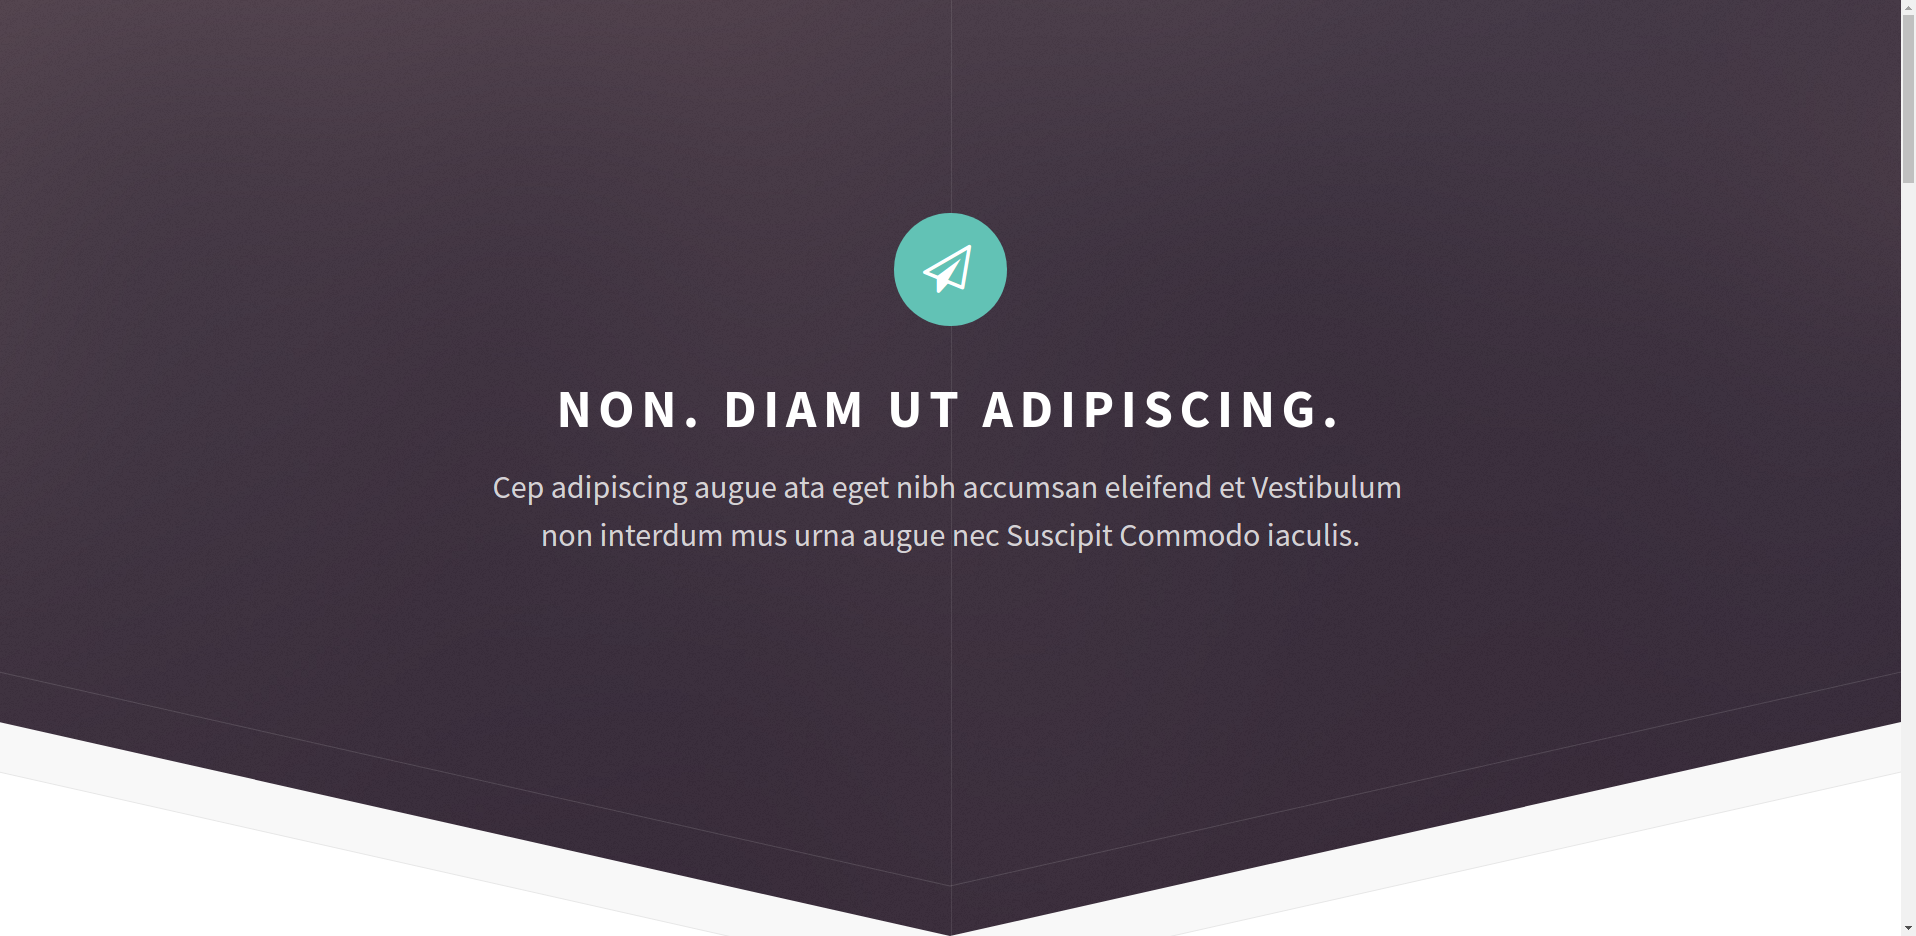 NON. DIAM UT ADIPISCING.
Cep adipiscing augue ata eget nibh accumsan eleifend et Vestibulum
non interdum mus urna augue nec Suscipit Commodo iaculis.